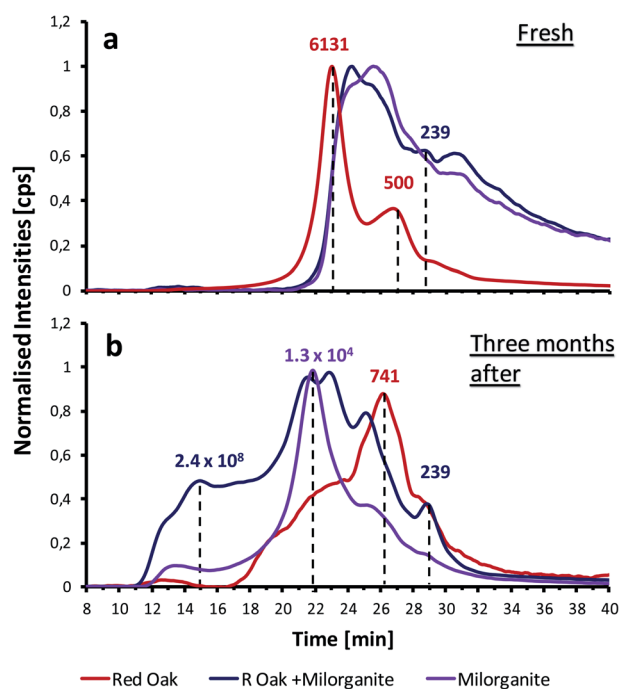 a
Fresh
1,2
1
0,8
0,6
0,4
0,2
0
6131
500
239
b
Three months
after
1,2
1
0,8
0,6
0,4
0,2
0
2.4 x 10⁸
1.3 x 10⁴
741
239
8 10 12 14 16 18 20 22 24 26 28 30 32 34 36 38 40
Normalised Intensities [cps]
Time [min]
Red Oak R Oak +Milorganite Milorganite